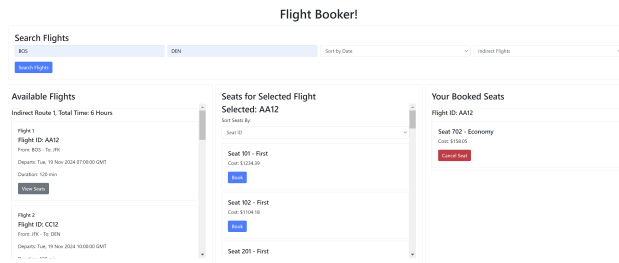 Flight Booker!
Search Flights
BOS
DEN
Sort by Date
Indirect Flights
Search Flights
Available Flights
Indirect Route 1, Total Time: 6 Hours
Flight 1
Flight ID: AA12
From: BOS - To: JFK
Departs: Tue, 19 Nov 2024 07:00:00 GMT
Duration: 120 min
View Seats
Flight 2
Flight ID: CC12
From: JFK - To: DEN
Departs: Tue, 19 Nov 2024 10:00:00 GMT
Seats for Selected Flight
Selected: AA12
Sort Seats By:
Seat ID
Seat 101 - First
Cost: $1234.39
Book
Seat 102 - First
Cost: $1104.18
Book
Seat 201 - First
Your Booked Seats
Flight ID: AA12
Seat 702 - Economy
Cost: $158.05
Cancel Seat